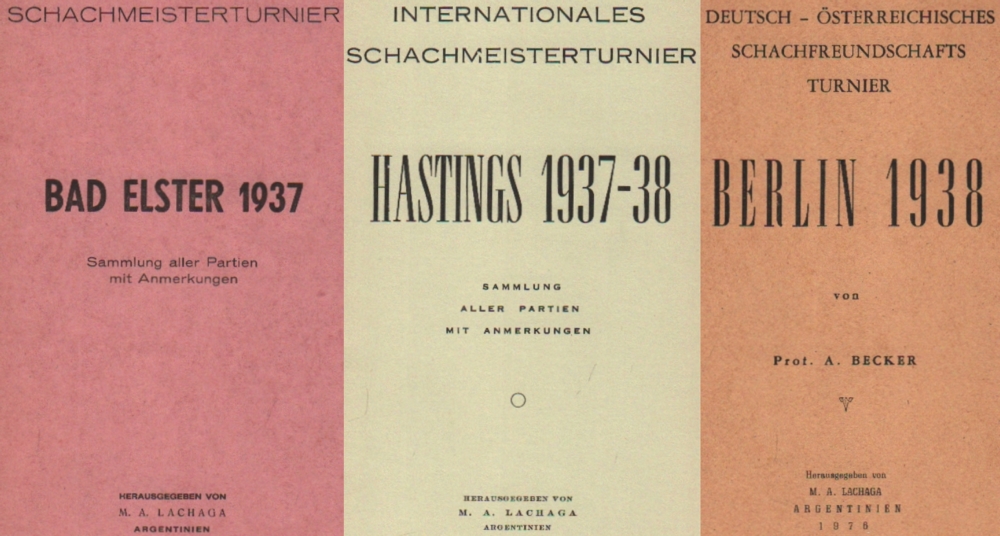 SCHACHMEISTERTURNIER
BAD ELSTER 1937
Sammlung aller Partien
mit Anmerkungen
HERAUSGEGEBEN VON
M. A. LACHAGA
ARGENTINIEN
INTERNATIONALES
SCHACHMEISTERTURNIER
HASTINGS 1937-38
SAMMLUNG
ALLER PARTIEN
MIT ANMERKUNGEN
HERAUSGEGEBEN VON
M. A. LACHAGA
ARGENTINIEN
DEUTSCH - ÖSTERREICHISCHES
SCHACHFREUNDSCHAFTS
TURNIER
BERLIN 1938
von
Prof. A. BECKER
Herausgegeben von
M. A. LACHAGA
ARGENTINIEN
1976